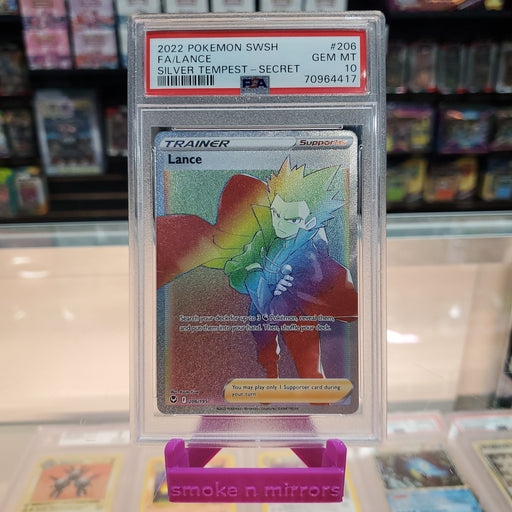 2022 POKEMON SWSH #206
FA/LANCE GEM MT
SILVER TEMPEST - SECRET 10
PSA 70964417
TRAINER Supporter
Lance
Search your deck for up to 3 Pokémon, reveal them,
and put them into your hand. Then, shuffle your deck.
You may play only 1 Supporter card during
your turn.
206/195
smoke n mirrors